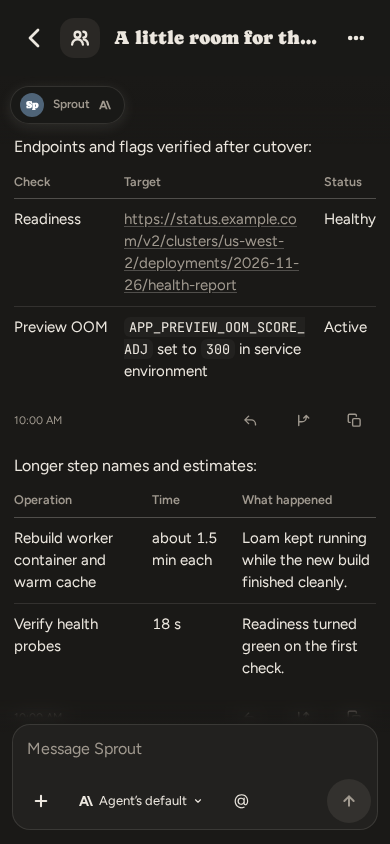 A little room for th...
Sp Sprout
Endpoints and flags verified after cutover:
Check Target Status
Readiness https://status.example.co Healthy
m/v2/clusters/us-west-
2/deployments/2026-11-
26/health-report
Preview OOM APP_PREVIEW_OOM_SCORE_ Active
ADJ set to 300 in service
environment
10:00 AM
Longer step names and estimates:
Operation Time What happened
Rebuild worker about 1.5 Loam kept running
container and min each while the new build
warm cache finished cleanly.
Verify health 18 s Readiness turned
probes green on the first
check.
Message Sprout
Agent's default
@